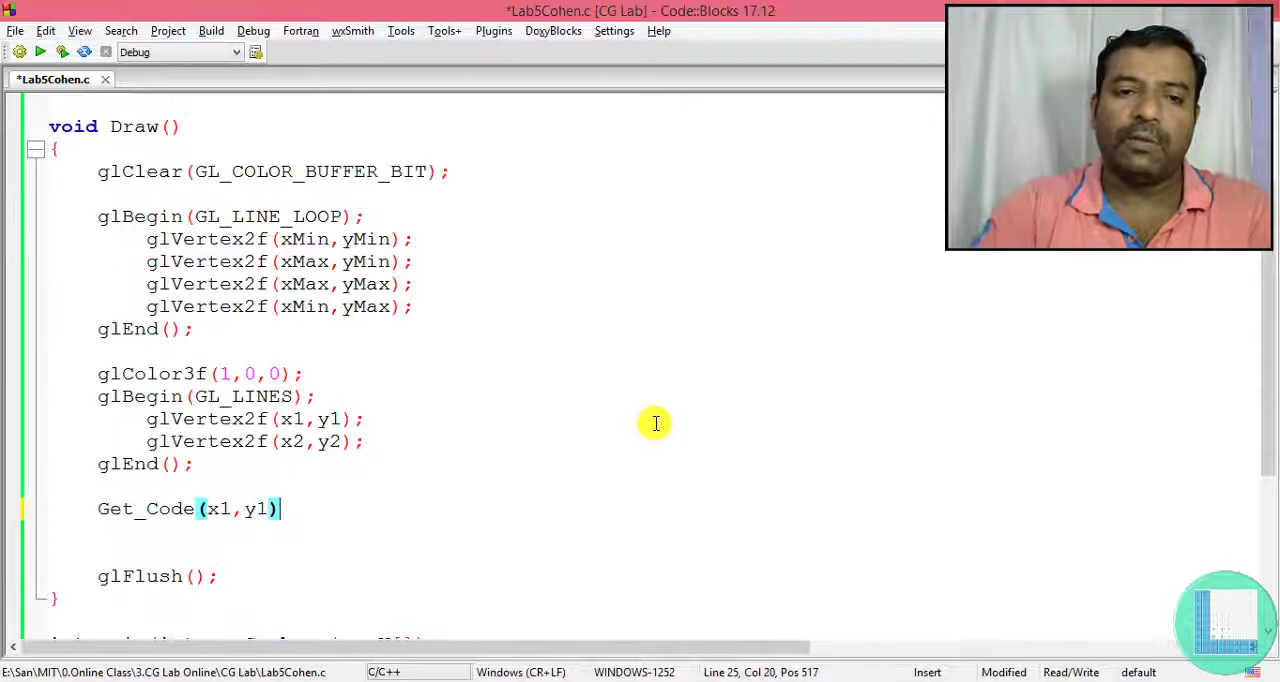 *Lab5Cohen.c [CG Lab] - Code::Blocks 17.12
File Edit View Search Project Build Debug Fortran wxSmith Tools Tools+ Plugins DoxyBlocks Settings Help
Debug
*Lab5Cohen.c
void Draw()
{
glClear(GL_COLOR_BUFFER_BIT);
glBegin(GL_LINE_LOOP);
glVertex2f(xMin,yMin);
glVertex2f(xMax,yMin);
glVertex2f(xMax,yMax);
glVertex2f(xMin,yMax);
glEnd();
glColor3f(1,0,0);
glBegin(GL_LINES);
glVertex2f(x1,y1);
glVertex2f(x2,y2);
glEnd();
Get_Code(x1,y1)
glFlush();
}
E:\San\MIT\0.Online Class\3.CG Lab Online\CG Lab\Lab5Cohen.c C/C++ Windows (CR+LF) WINDOWS-1252 Line 25, Col 20, Pos 511 Insert Modified Read/Write default